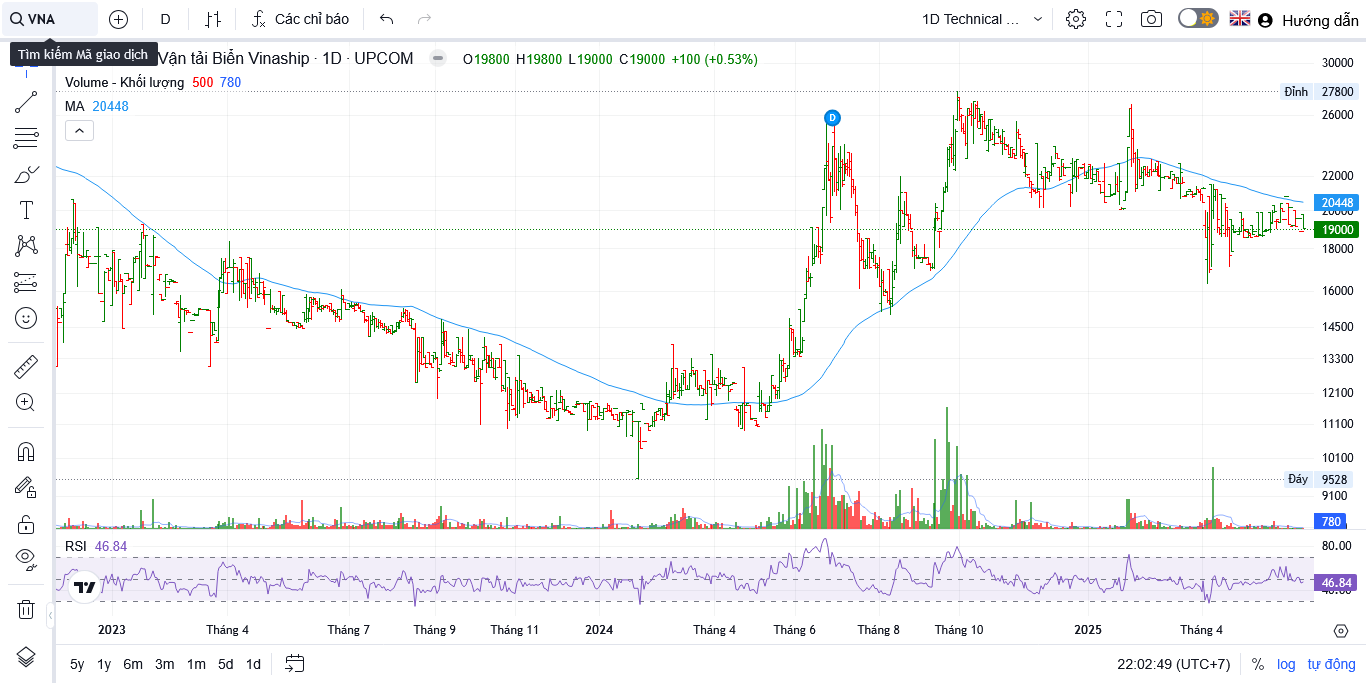 VNA
D
Các chỉ báo
1D Technical ...
Hướng dẫn
Tìm kiếm Mã giao dịch
Vận tải Biển Vinaship · 1D · UPCOM
O19800 H19800 L19000 C19000 +100 (+0.53%)
Volume - Khối lượng 500 780
MA 20448
D
30000
Đỉnh 27800
26000
22000
20448
20000
19000
18000
16000
14500
13300
12100
11100
10100
Đáy 9528
9100
780
RSI 46.84
80.00
46.84
40.00
2023 Tháng 4 Tháng 7 Tháng 9 Tháng 11 2024 Tháng 4 Tháng 6 Tháng 8 Tháng 10 2025 Tháng 4
5y 1y 6m 3m 1m 5d 1d
22:02:49 (UTC+7) % log tự động